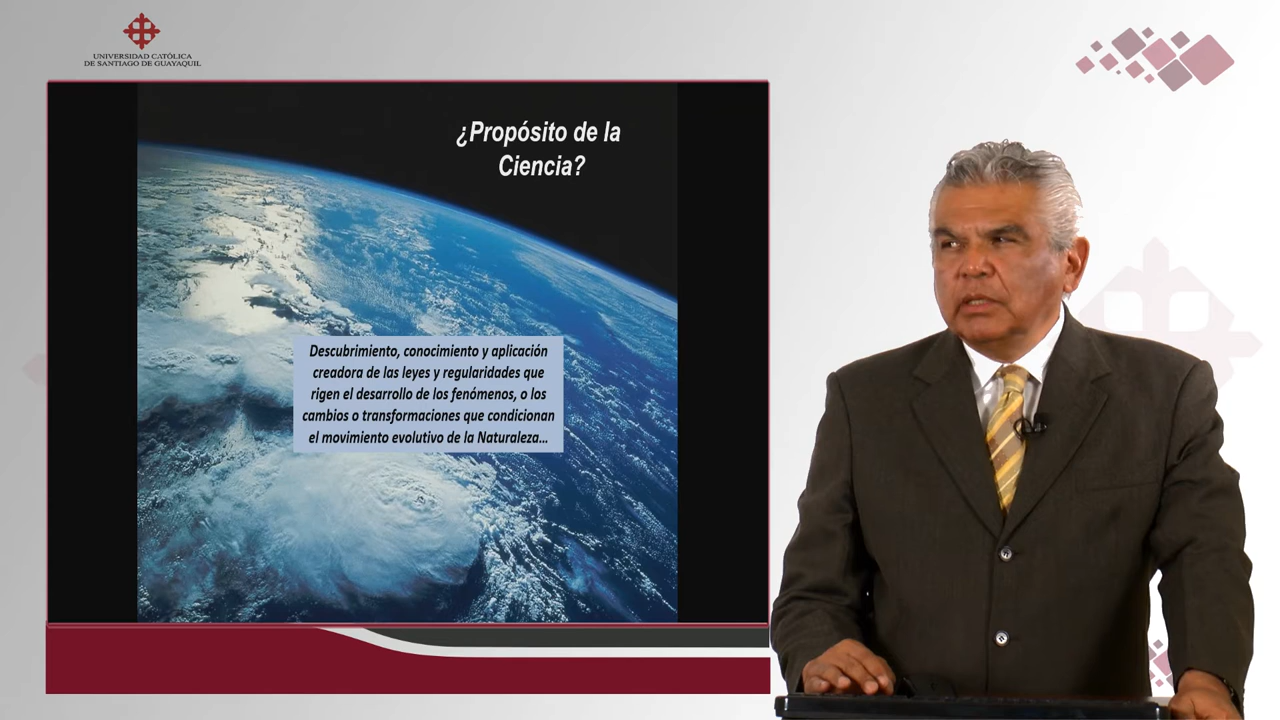 UNIVERSIDAD CATÓLICA
DE SANTIAGO DE GUAYAQUIL
¿Propósito de la
Ciencia?
Descubrimiento, conocimiento y aplicación
creadora de las leyes y regularidades que
rigen el desarrollo de los fenómenos, o los
cambios o transformaciones que condicionan
el movimiento evolutivo de la Naturaleza...